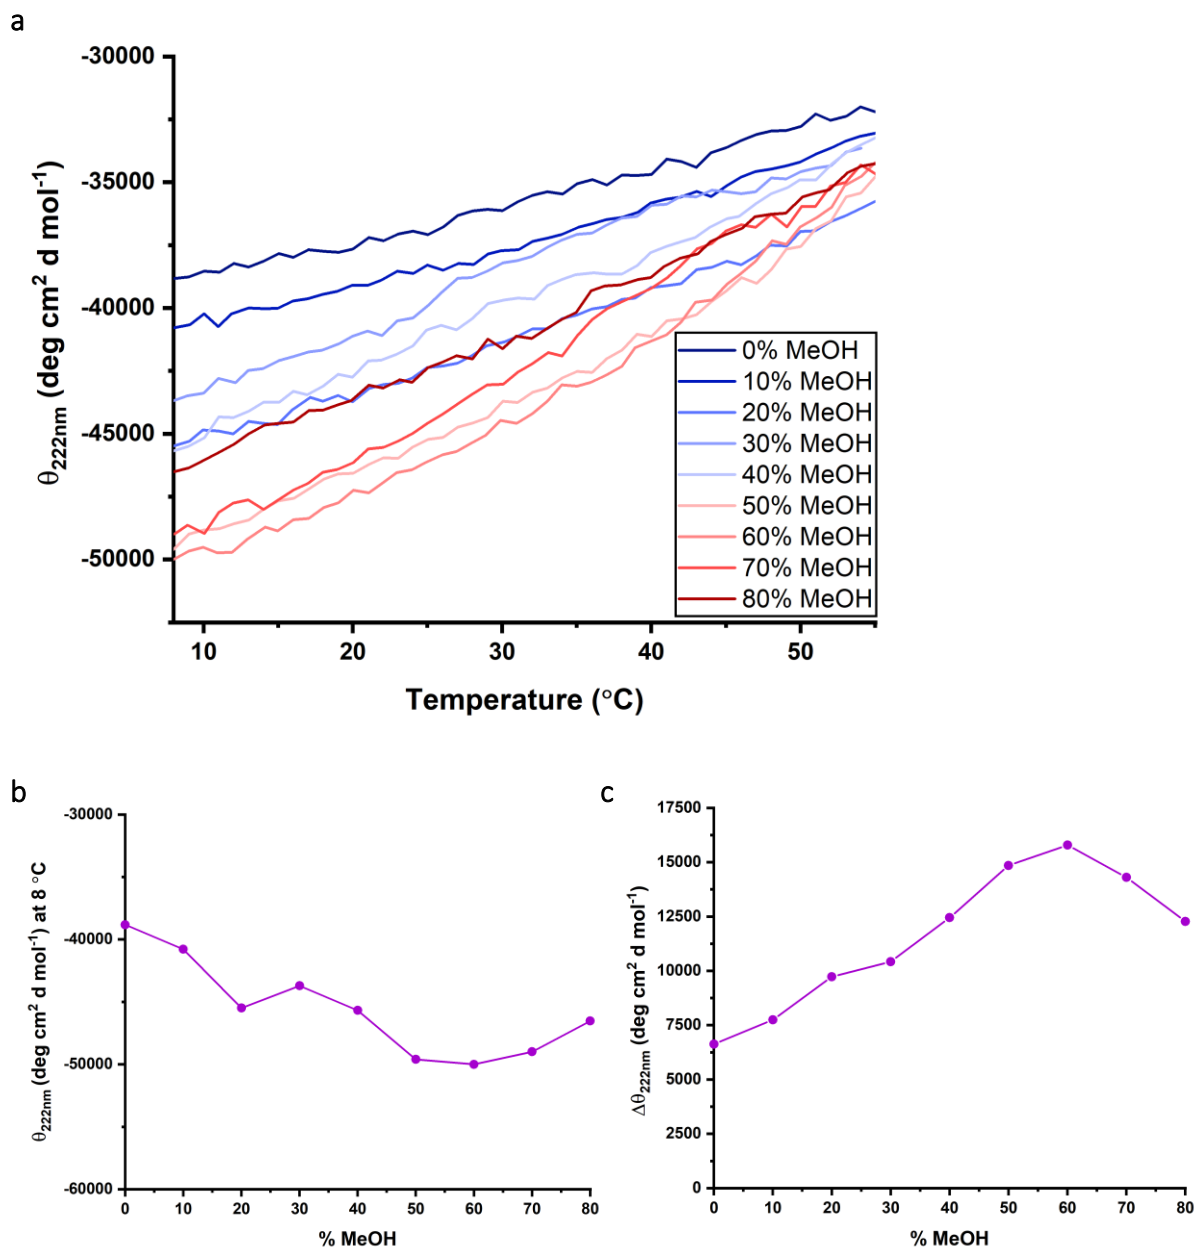 a
-30000
-35000
-40000
-45000
-50000
θ222nm (deg cm² d mol⁻¹)
10 20 30 40 50
Temperature (°C)
0% MeOH
10% MeOH
20% MeOH
30% MeOH
40% MeOH
50% MeOH
60% MeOH
70% MeOH
80% MeOH
b
-30000
-40000
-50000
-60000
θ222nm (deg cm² d mol⁻¹) at 8 °C
0 10 20 30 40 50 60 70 80
% MeOH
c
17500
15000
12500
10000
7500
5000
2500
0
Δθ222nm (deg cm² d mol⁻¹)
0 10 20 30 40 50 60 70 80
% MeOH